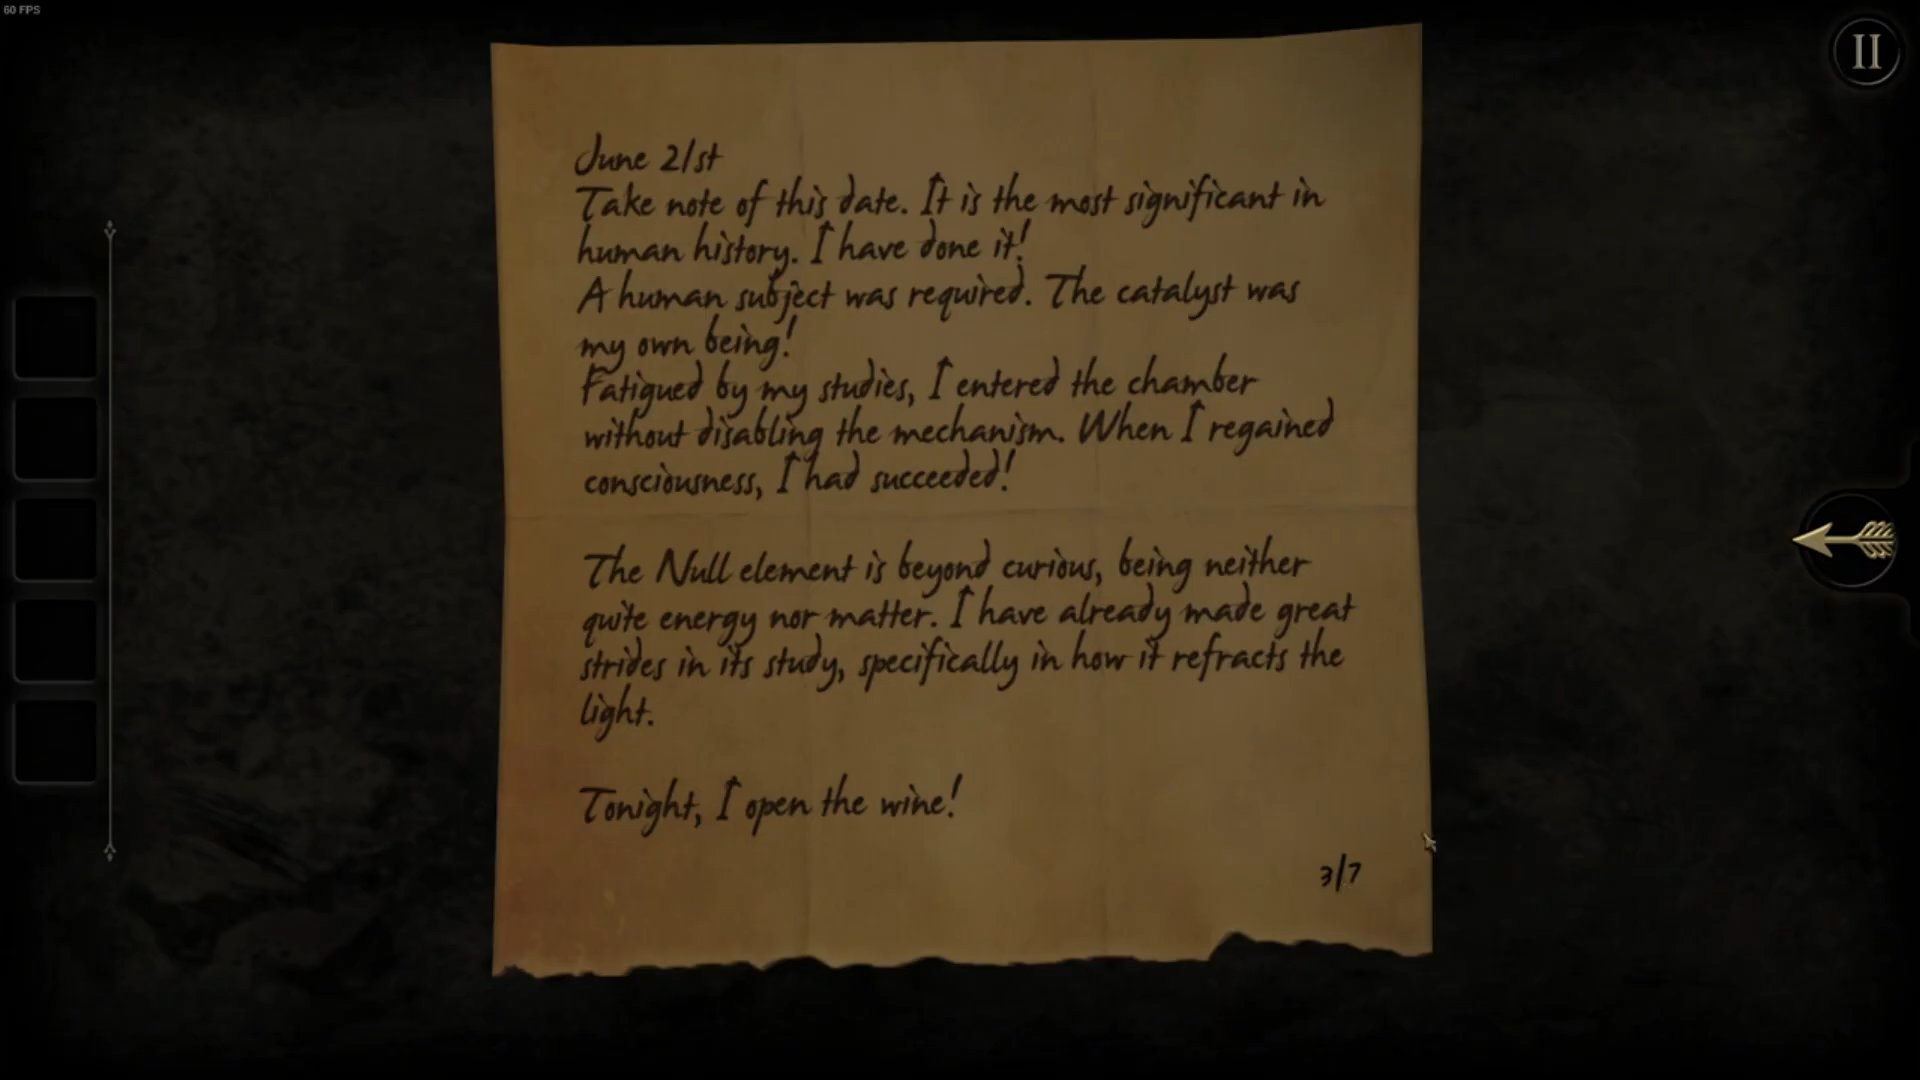 60 FPS
June 21st
Take note of this date. It is the most significant in
human history. I have done it!
A human subject was required. The catalyst was
my own being!
Fatigued by my studies, I entered the chamber
without disabling the mechanism. When I regained
consciousness, I had succeeded!
The Null element is beyond curious, being neither
quite energy nor matter. I have already made great
strides in its study, specifically in how it refracts the
light.
Tonight, I open the wine!
3/7